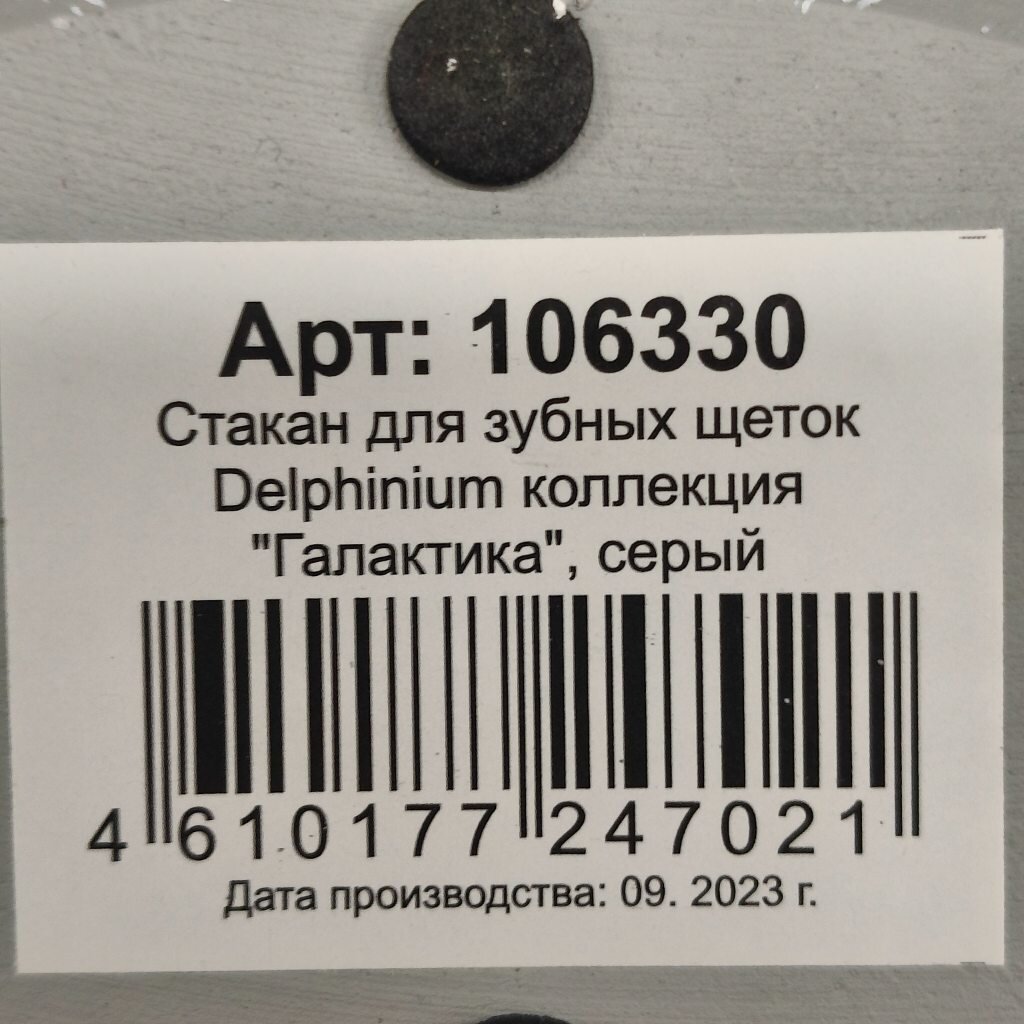 Арт: 106330
Стакан для зубных щеток
Delphinium коллекция
"Галактика", серый
4 610177 247021
Дата производства: 09. 2023 г.